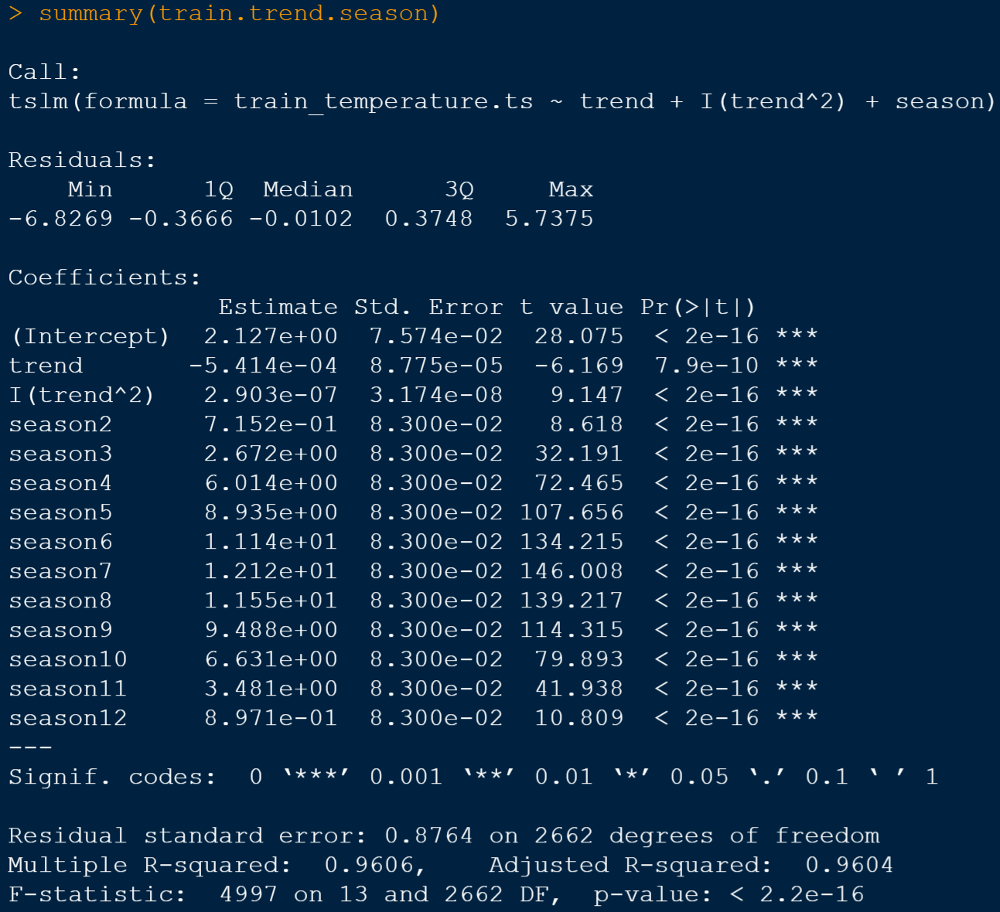 > summary(train.trend.season)

Call:
tslm(formula = train_temperature.ts ~ trend + I(trend^2) + season)

Residuals:
    Min      1Q  Median      3Q     Max
-6.8269 -0.3666 -0.0102  0.3748  5.7375

Coefficients:
              Estimate Std. Error t value Pr(>|t|)
(Intercept)  2.127e+00  7.574e-02  28.075  < 2e-16 ***
trend       -5.414e-04  8.775e-05  -6.169  7.9e-10 ***
I(trend^2)   2.903e-07  3.174e-08   9.147  < 2e-16 ***
season2      7.152e-01  8.300e-02   8.618  < 2e-16 ***
season3      2.672e+00  8.300e-02  32.191  < 2e-16 ***
season4      6.014e+00  8.300e-02  72.465  < 2e-16 ***
season5      8.935e+00  8.300e-02 107.656  < 2e-16 ***
season6      1.114e+01  8.300e-02 134.215  < 2e-16 ***
season7      1.212e+01  8.300e-02 146.008  < 2e-16 ***
season8      1.155e+01  8.300e-02 139.217  < 2e-16 ***
season9      9.488e+00  8.300e-02 114.315  < 2e-16 ***
season10     6.631e+00  8.300e-02  79.893  < 2e-16 ***
season11     3.481e+00  8.300e-02  41.938  < 2e-16 ***
season12     8.971e-01  8.300e-02  10.809  < 2e-16 ***
---
Signif. codes:  0 ‘***’ 0.001 ‘**’ 0.01 ‘*’ 0.05 ‘.’ 0.1 ‘ ’ 1

Residual standard error: 0.8764 on 2662 degrees of freedom
Multiple R-squared:  0.9606,    Adjusted R-squared:  0.9604
F-statistic:  4997 on 13 and 2662 DF,  p-value: < 2.2e-16